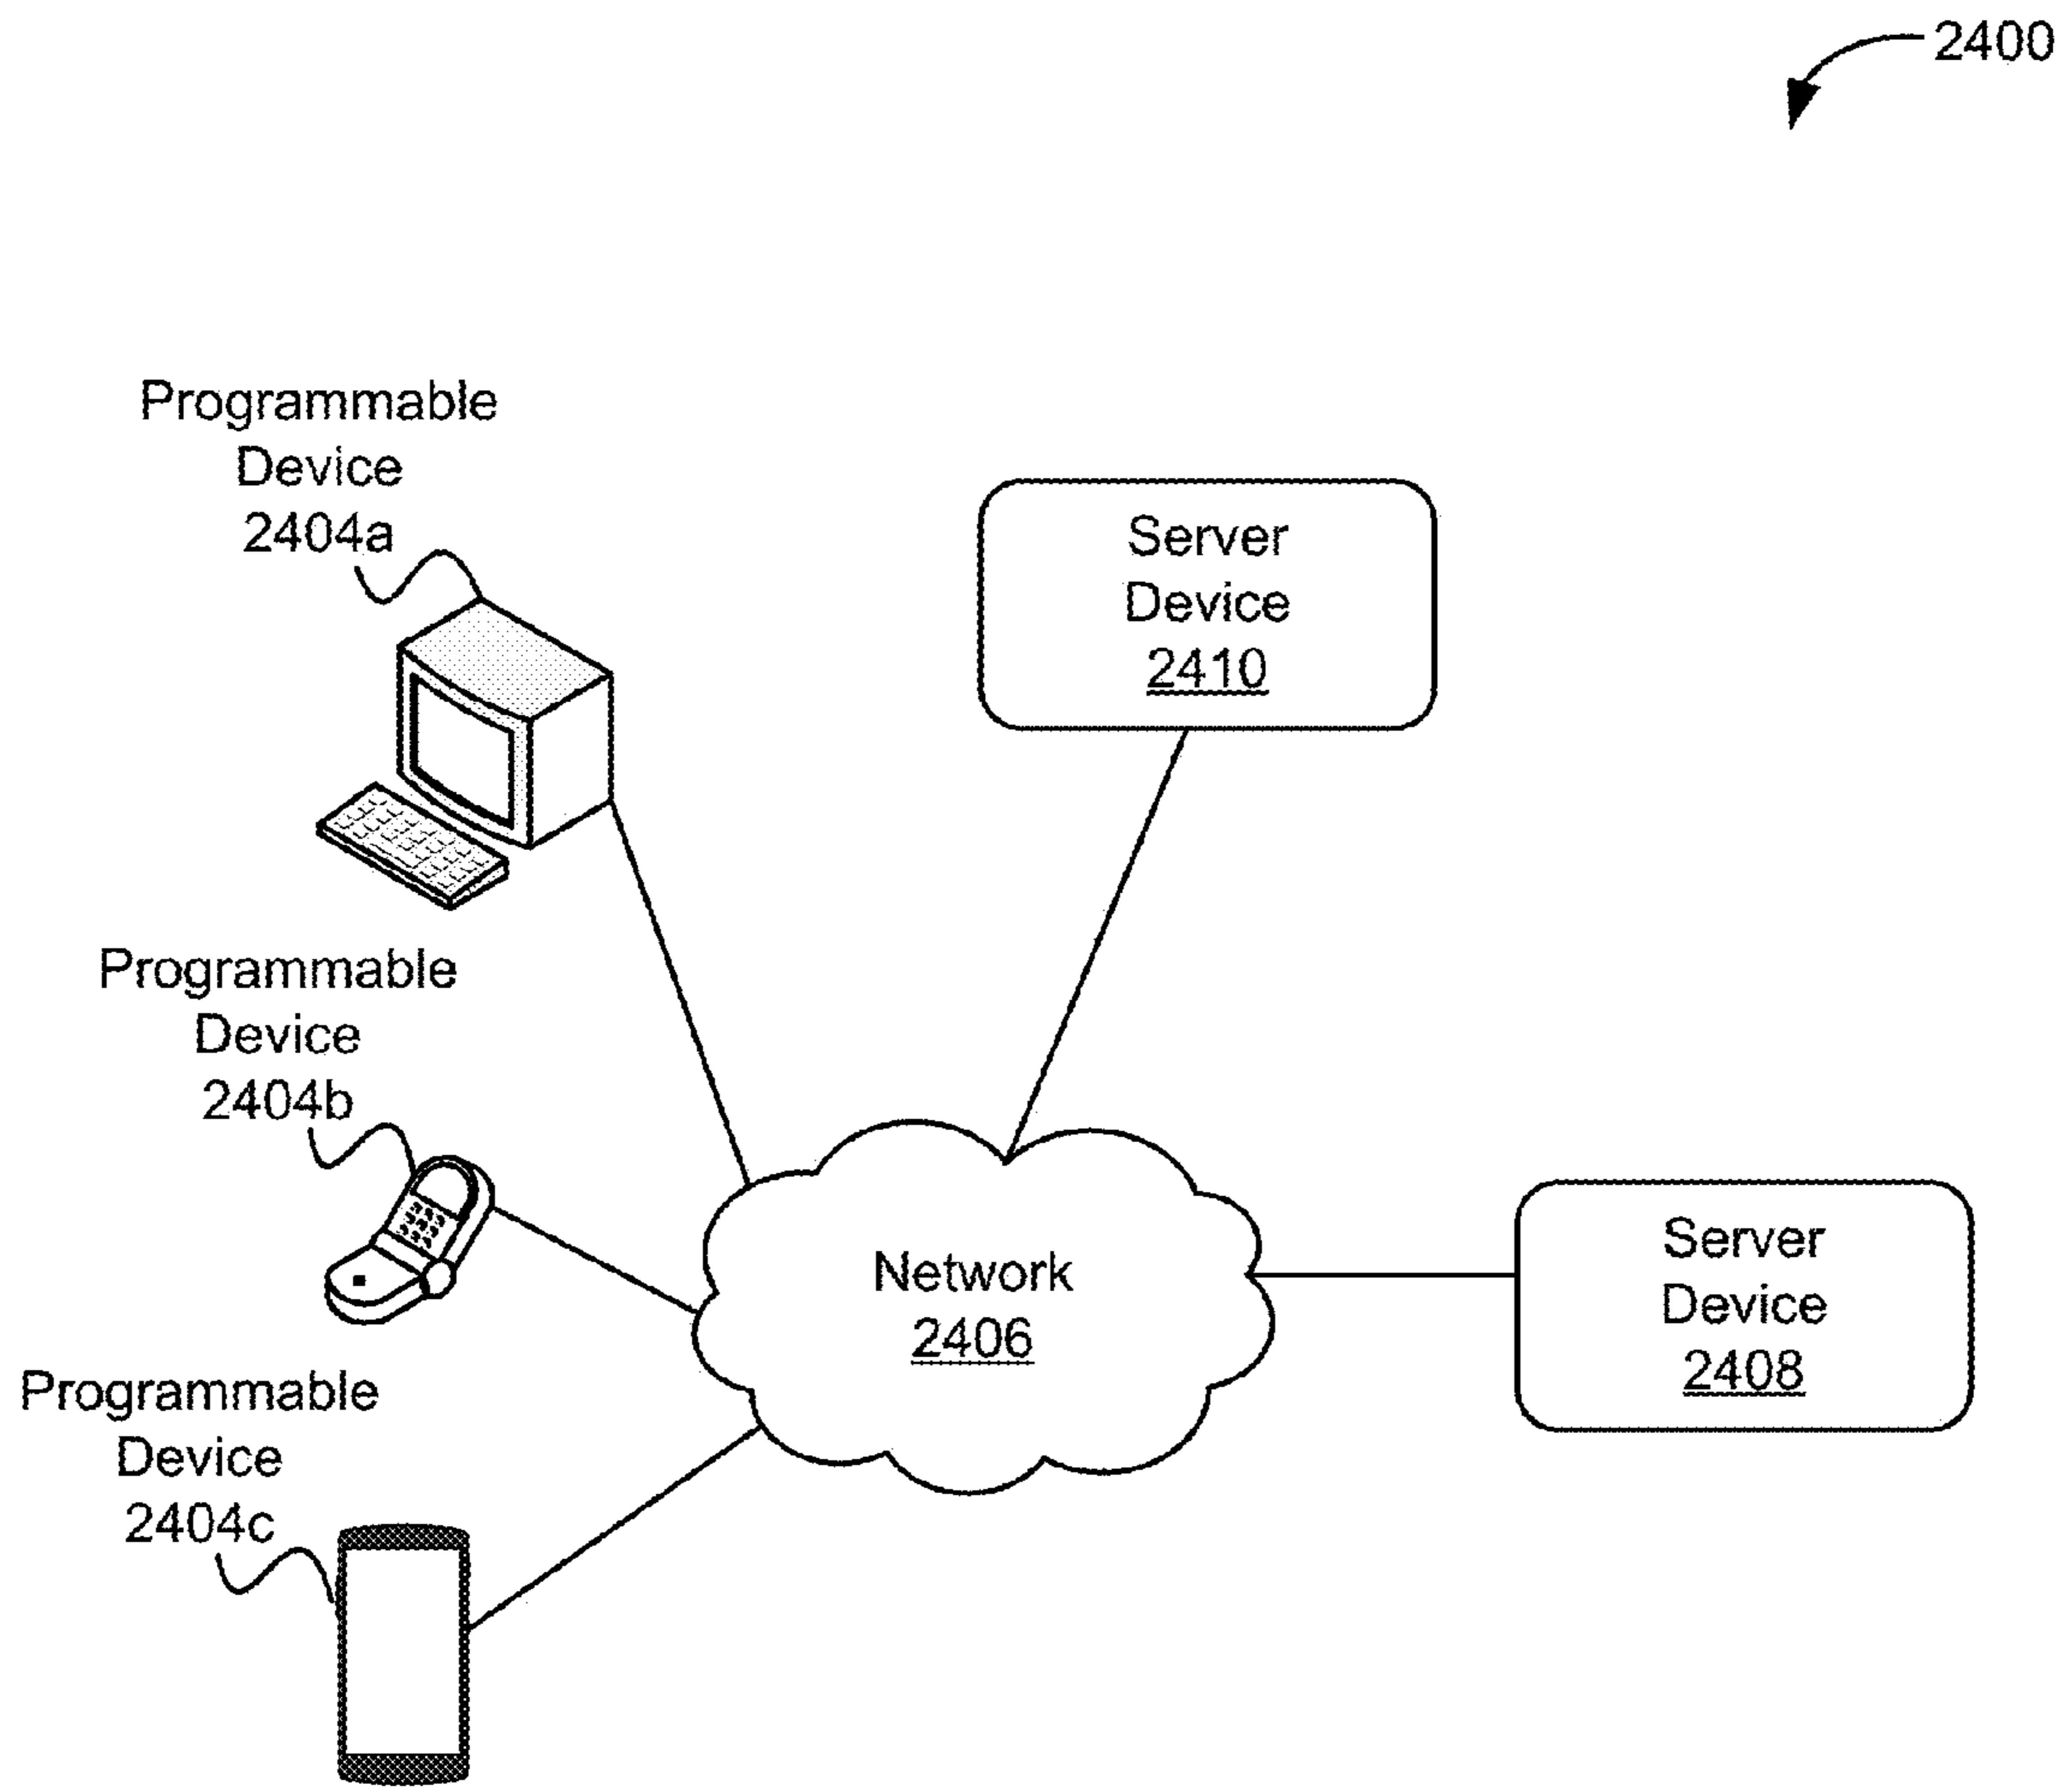 2400
Programmable
Device
2404a
Server
Device
2410
Programmable
Device
2404b
Network
2406
Server
Device
2408
Programmable
Device
2404c